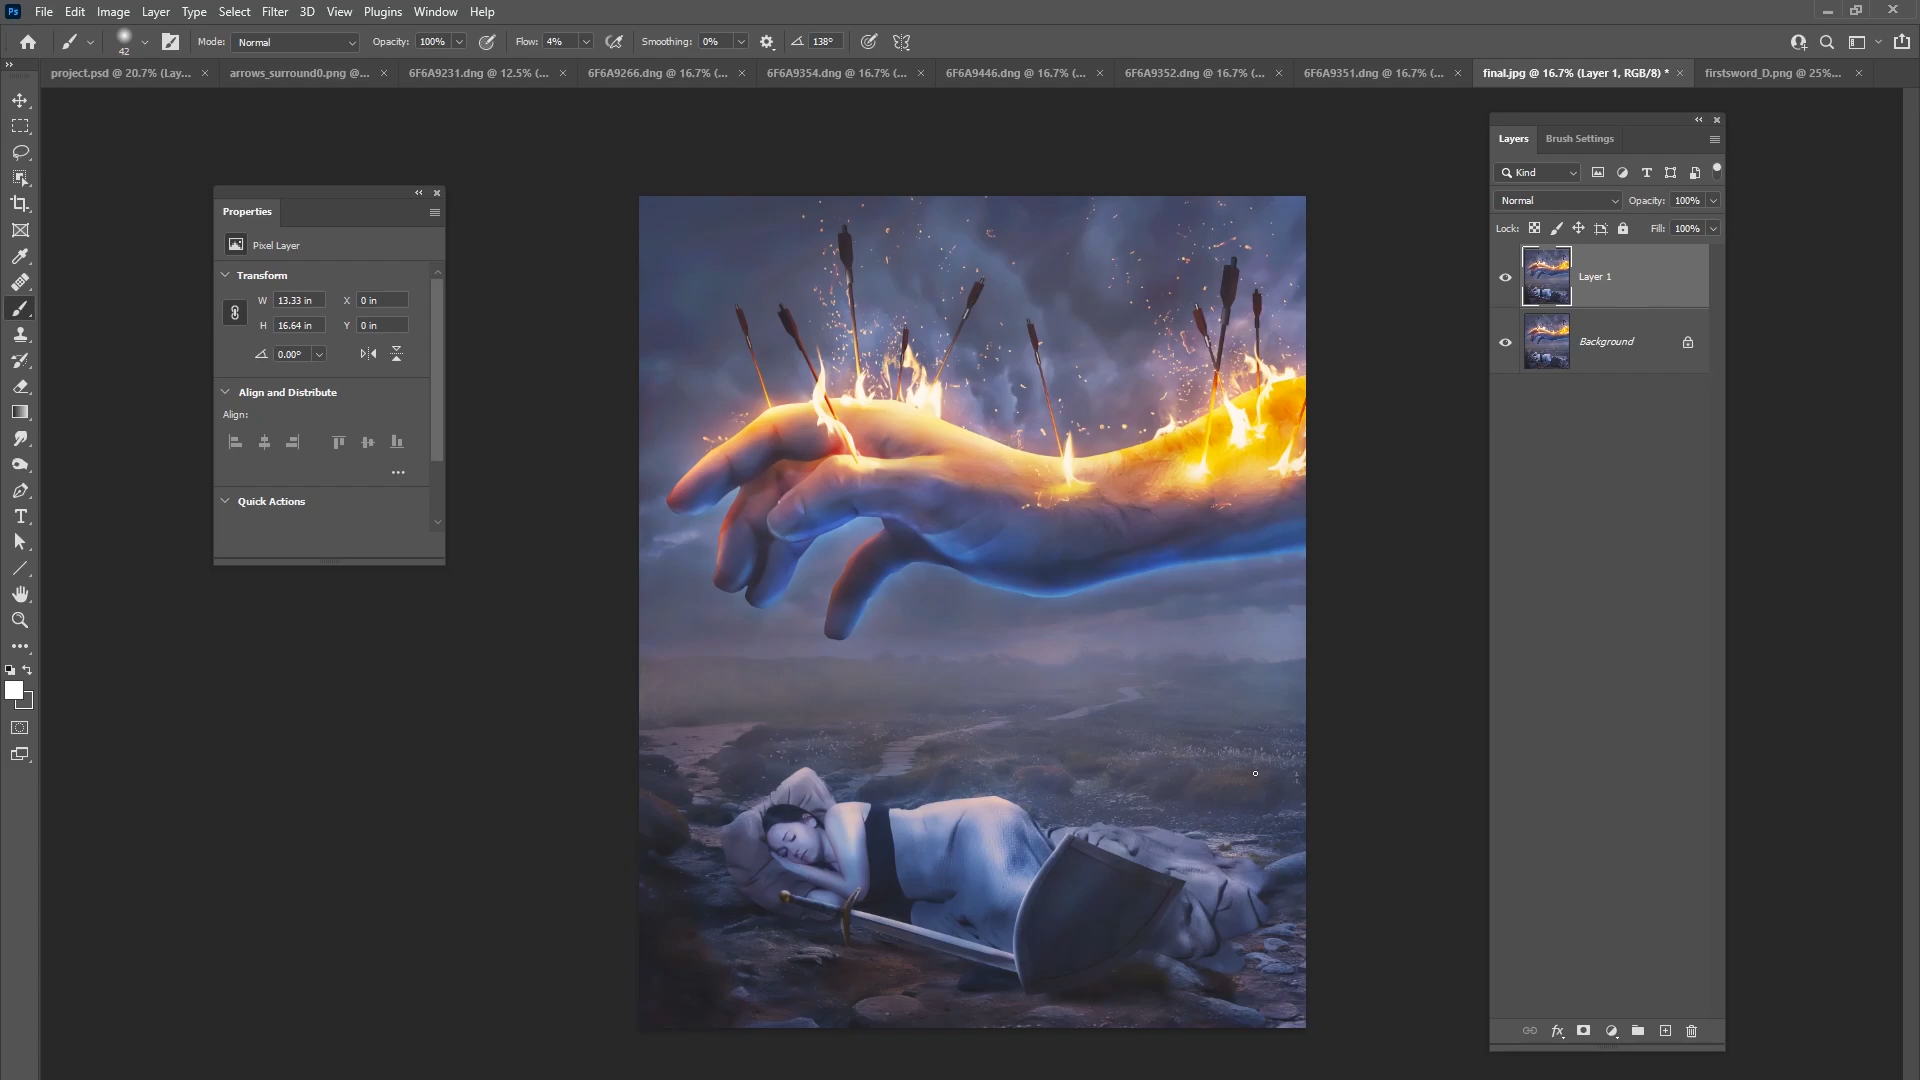 Ps File Edit Image Layer Type Select Filter 3D View Plugins Window Help
42 Mode: Normal Opacity: 100% Flow: 4% Smoothing: 0% 138°
project.psd @ 20.7% (Lay... arrows_surround0.png @... 6F6A9231.dng @ 12.5% (... 6F6A9266.dng @ 16.7% (... 6F6A9354.dng @ 16.7% (... 6F6A9446.dng @ 16.7% (... 6F6A9352.dng @ 16.7% (... 6F6A9351.dng @ 16.7% (... final.jpg @ 16.7% (Layer 1, RGB/8) * firstsword_D.png @ 25%...
Properties
Pixel Layer
Transform
W 13.33 in X 0 in
H 16.64 in Y 0 in
0.00°
Align and Distribute
Align:
Quick Actions
Layers Brush Settings
Kind
Normal Opacity: 100%
Lock: Fill: 100%
Layer 1
Background